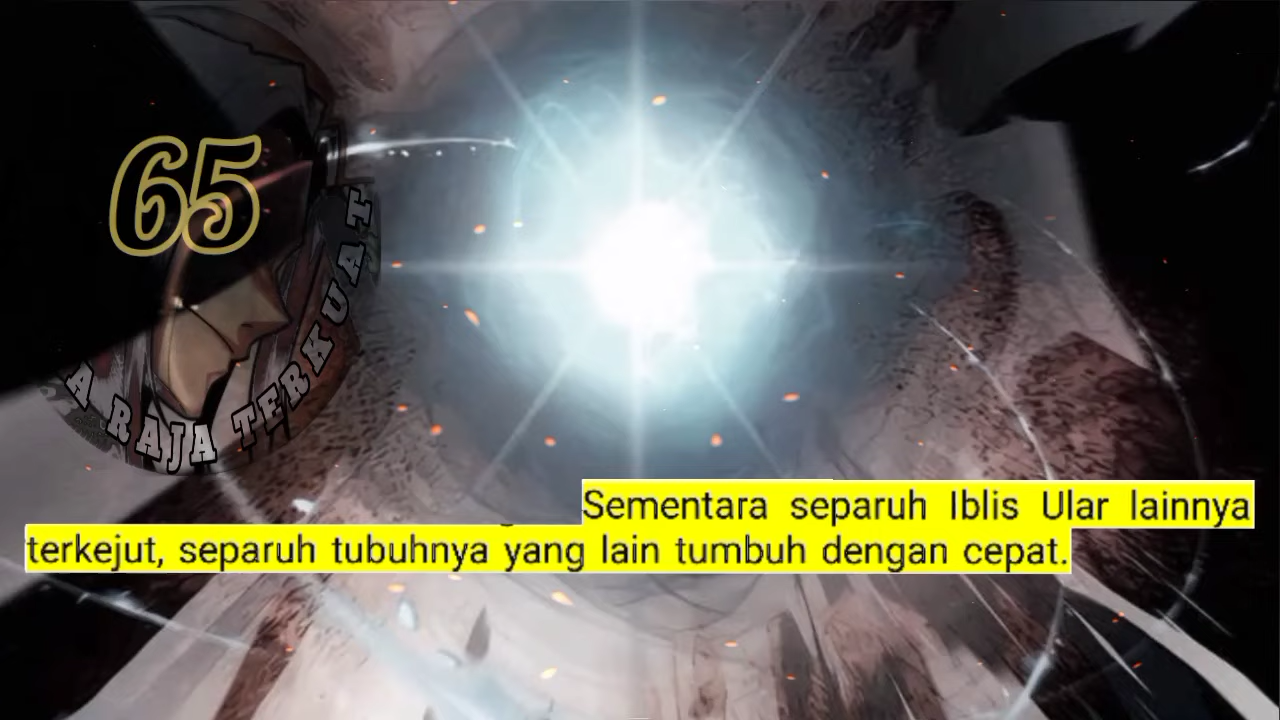 65
A RAJA TERKUAT
Sementara separuh Iblis Ular lainnya
terkejut, separuh tubuhnya yang lain tumbuh dengan cepat.